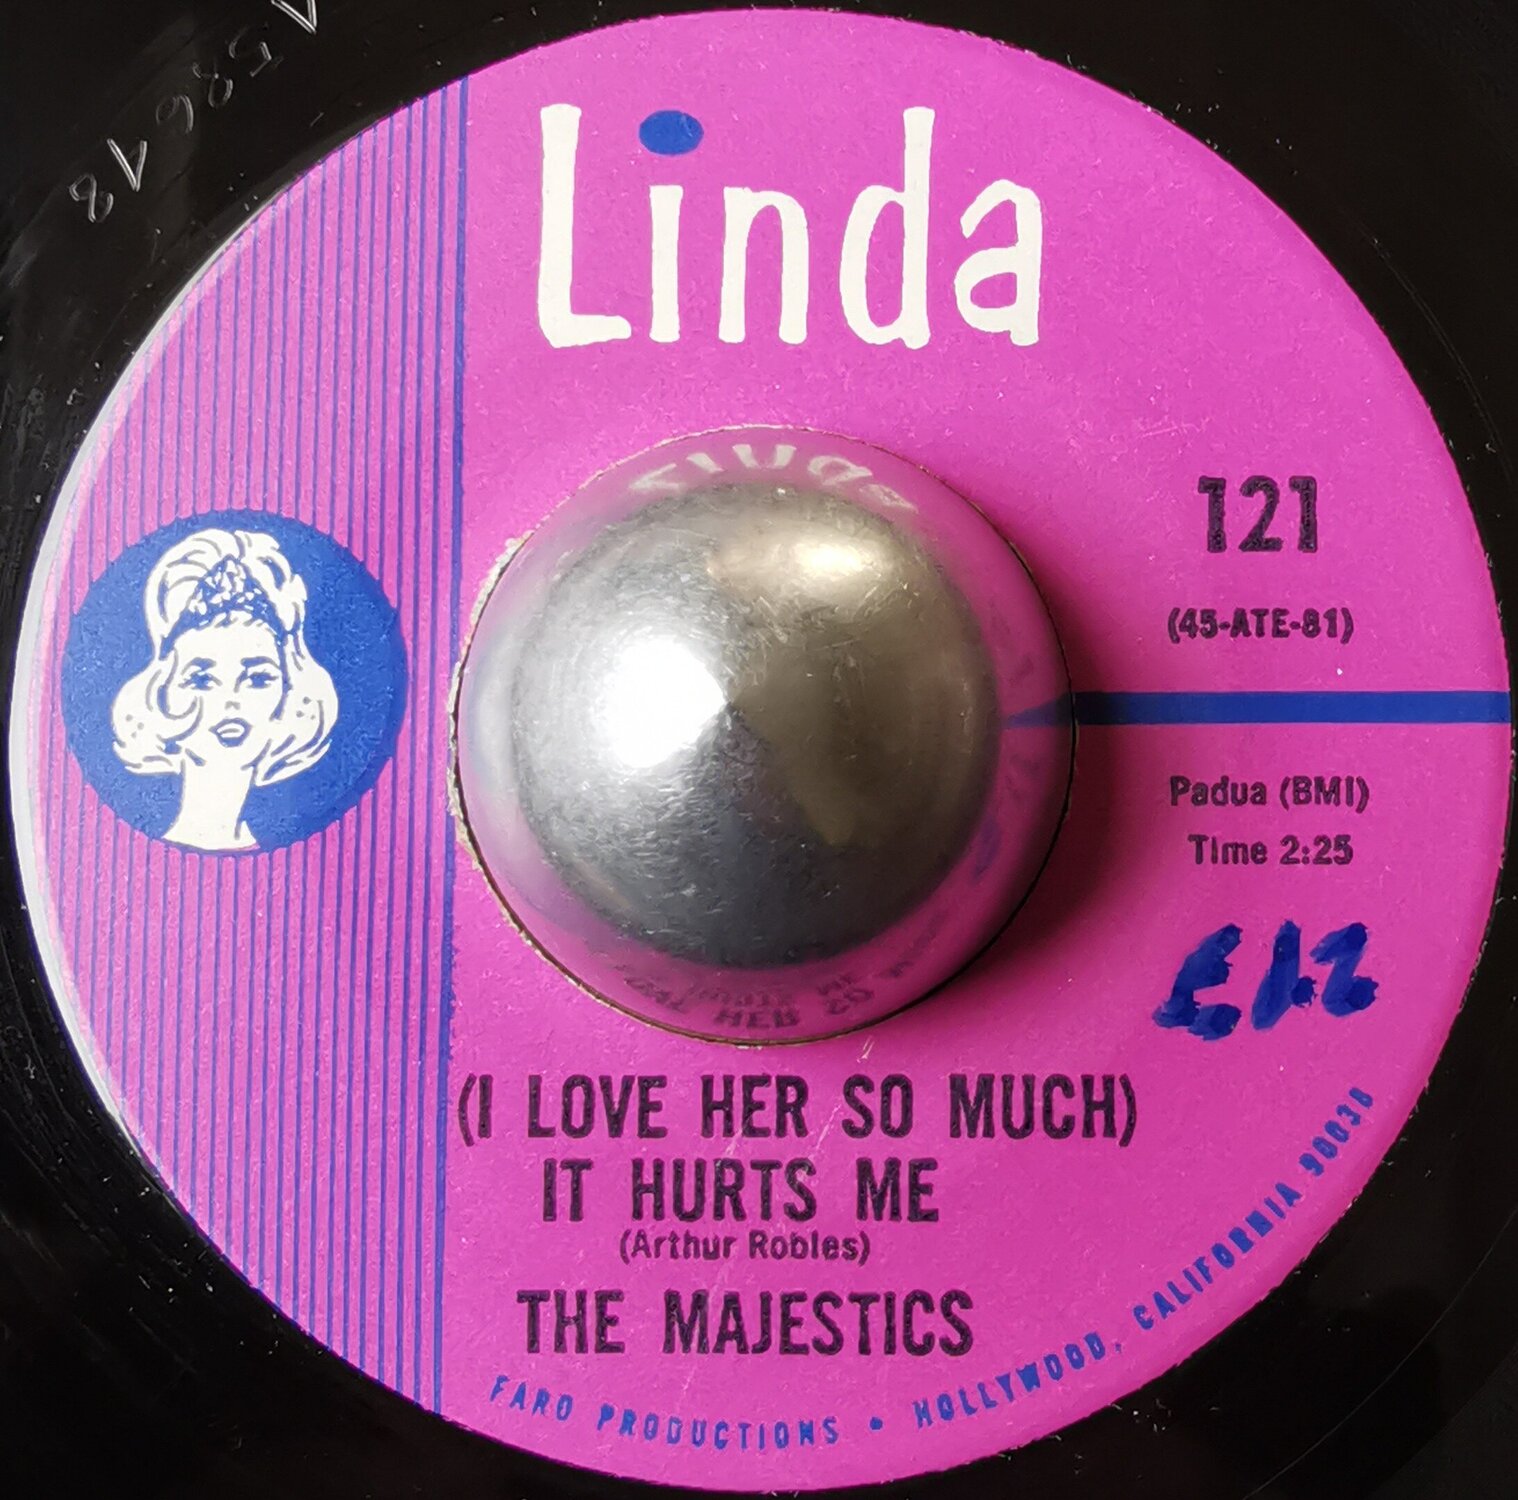 Linda
121
(45-ATE-81)
Padua (BMI)
Time 2:25
(I LOVE HER SO MUCH)
IT HURTS ME
(Arthur Robles)
THE MAJESTICS
FARO PRODUCTIONS • HOLLYWOOD, CALIFORNIA 90038